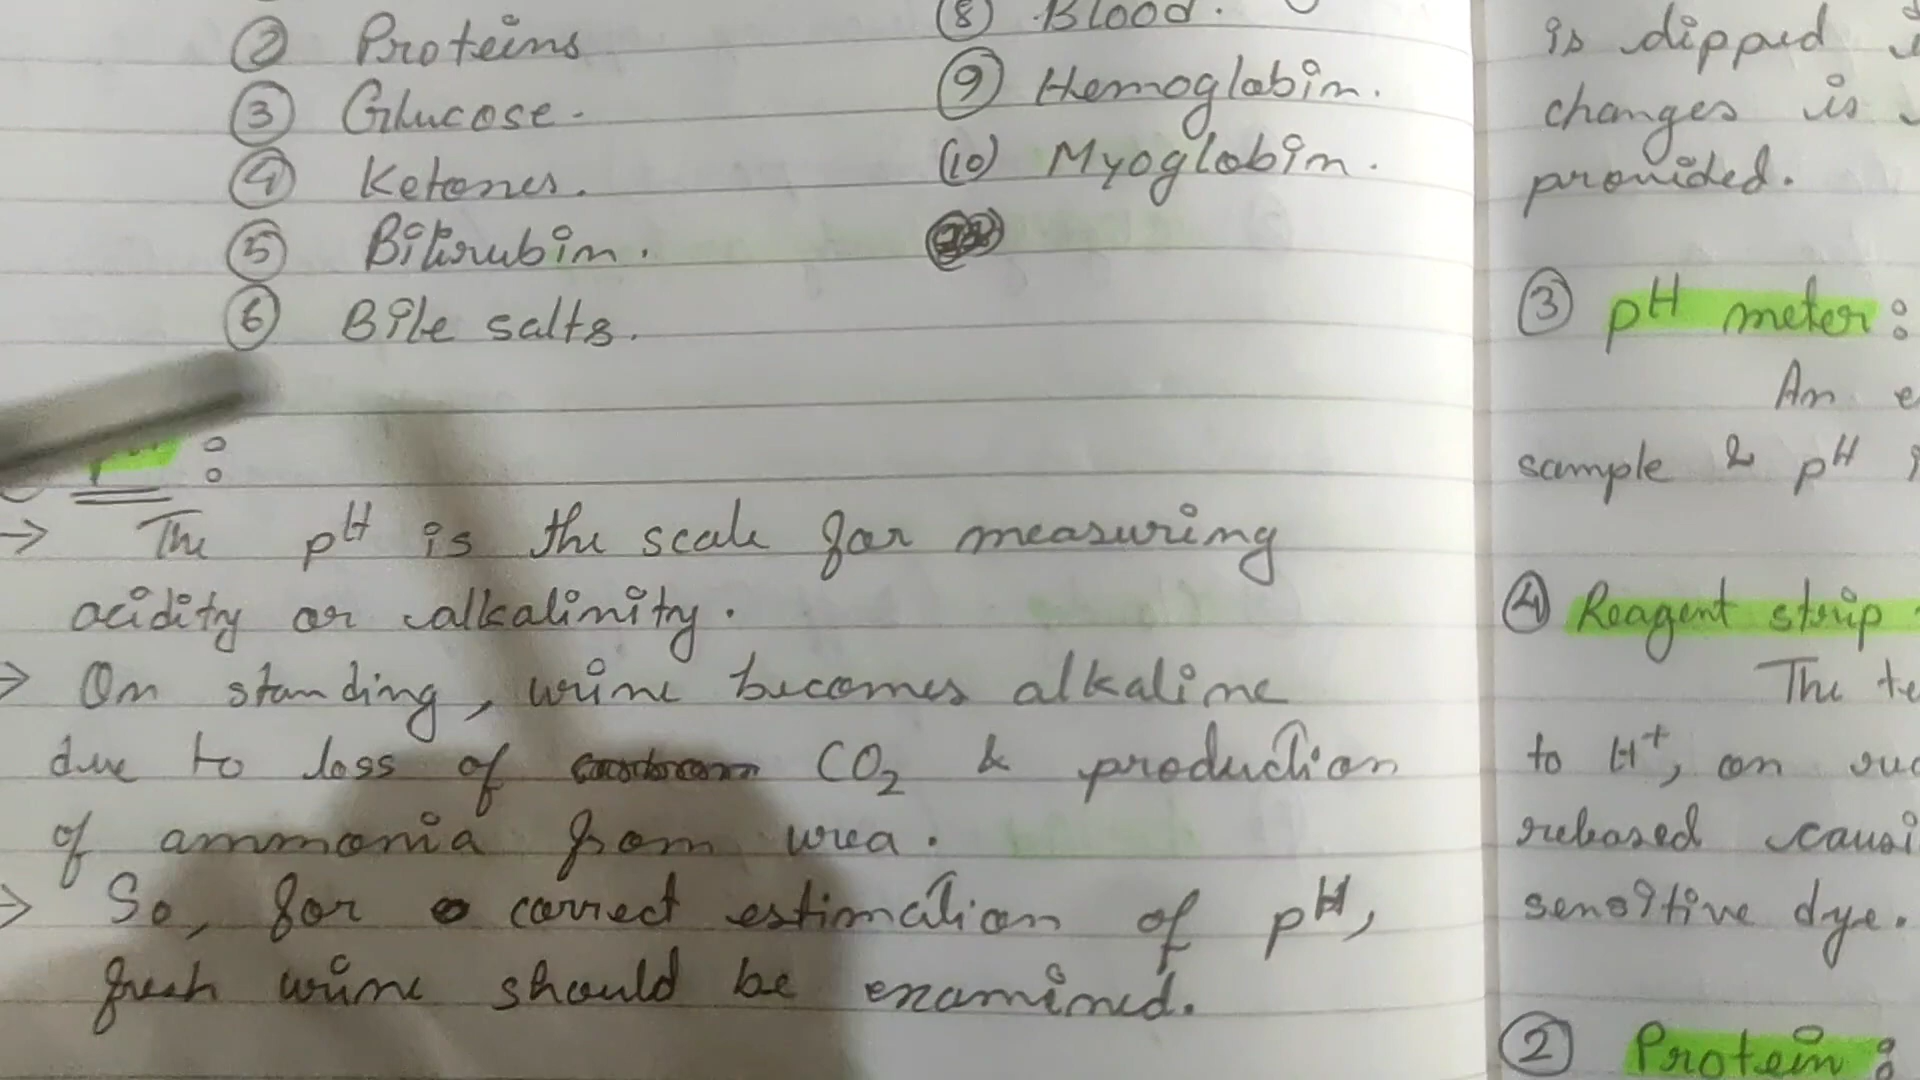 ② Proteins
③ Glucose.
④ Ketones.
⑤ Bilirubin.
⑥ Bile salts.
⑧ Blood.
⑨ Hemoglobin.
(10) Myoglobin.
:
→ The pH is the scale for measuring
acidity or alkalinity.
→ On standing, urine becomes alkaline
due to loss of CO₂ & production
of ammonia from urea.
→ So, for correct estimation of pH,
fresh urine should be examined.
is dipped
changes is
provided.
③ pH meter:
An
sample & pH
④ Reagent strip
The
to H⁺, on
released
sensitive dye.
② Protein: